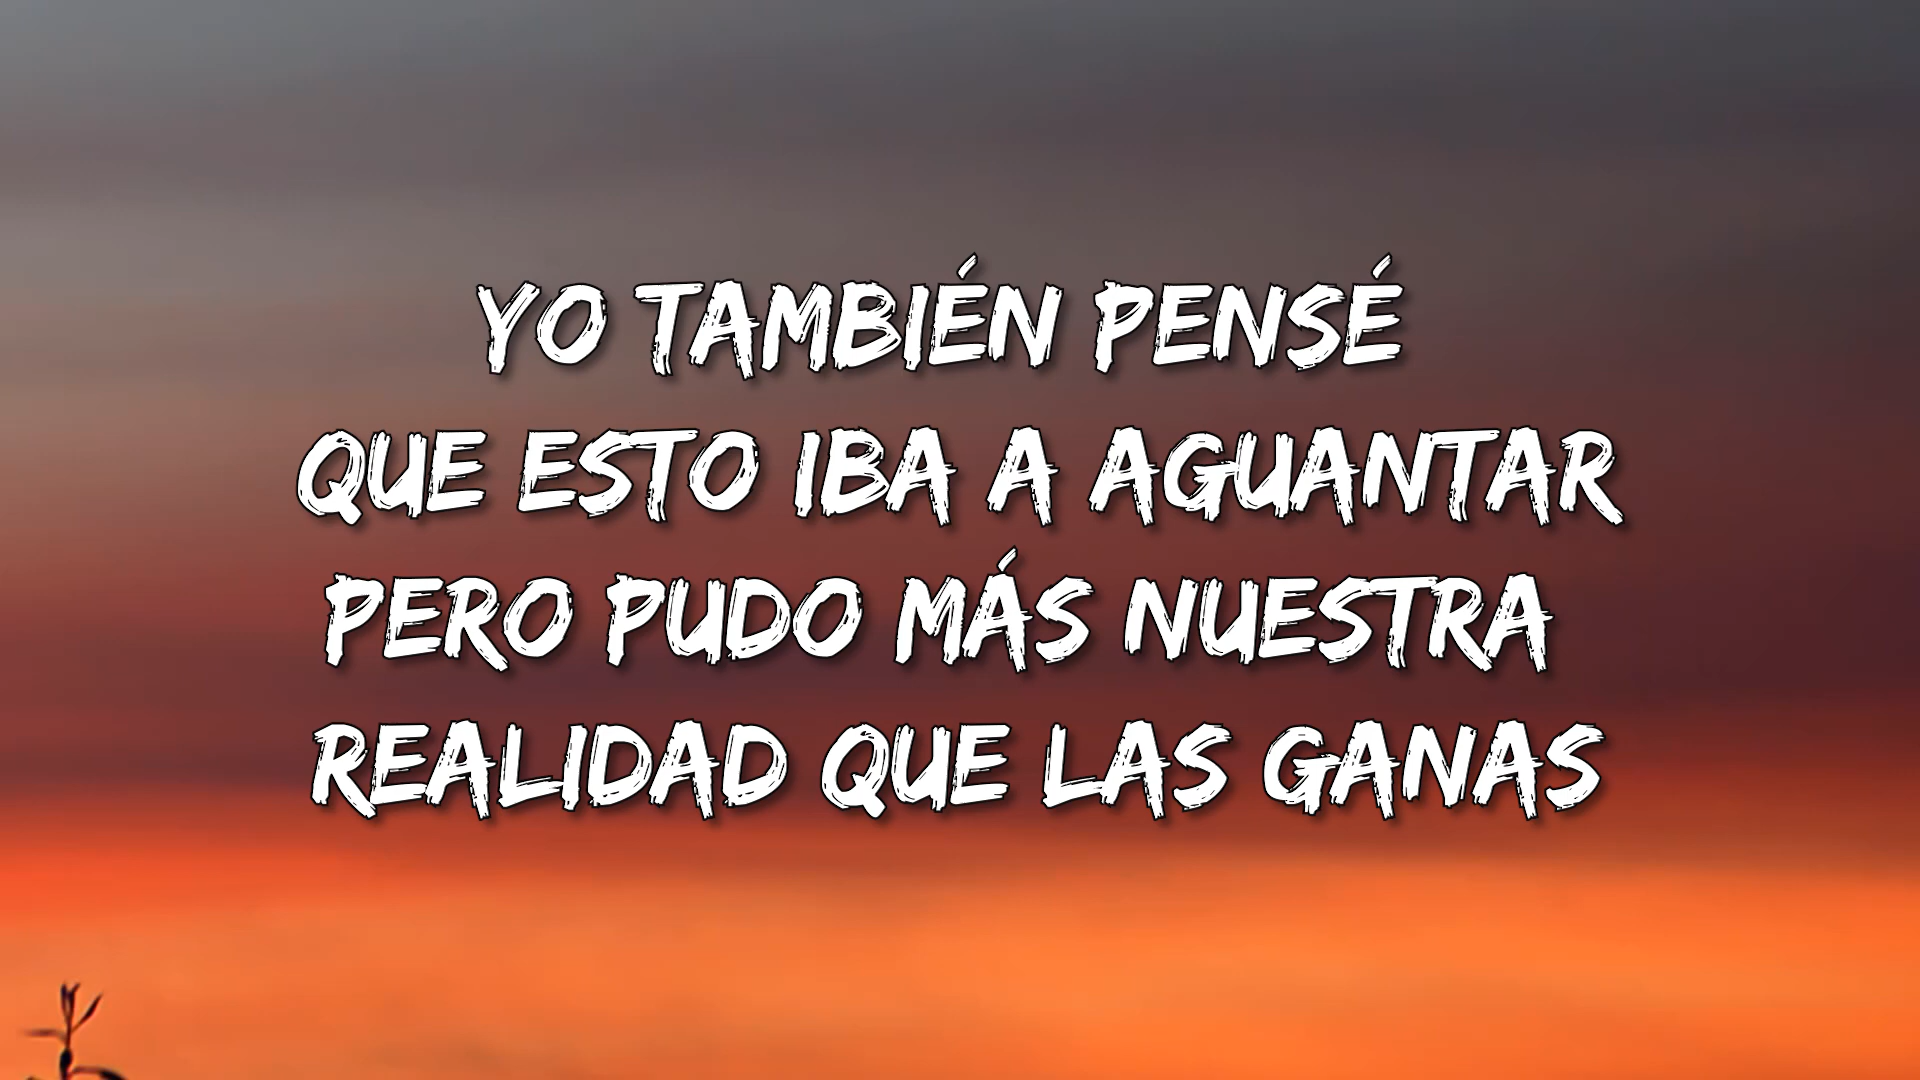 YO TAMBIÉN PENSÉ
QUE ESTO IBA A AGUANTAR
PERO PUDO MÁS NUESTRA
REALIDAD QUE LAS GANAS